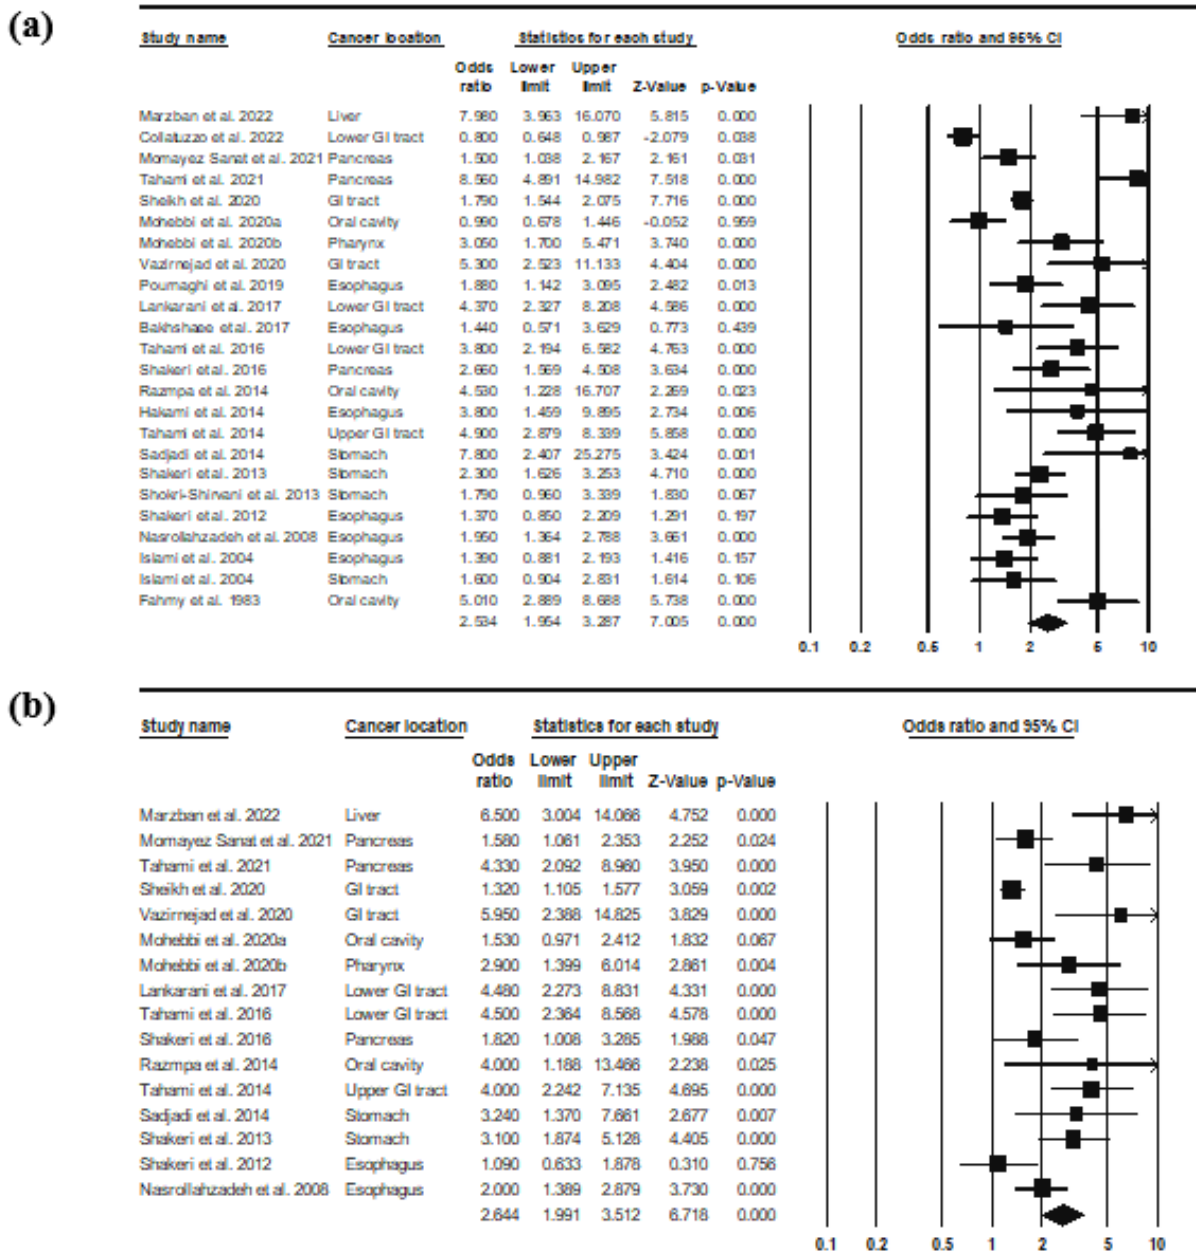 (a)
Study name Cancer location Statistics for each study Odds ratio and 95% CI
Odds Lower Upper
ratio limit limit Z-Value p-Value
Marzban et al. 2022 Liver 7.980 3.963 16.070 5.815 0.000
Collatuzzo et al. 2022 Lower GI tract 0.800 0.648 0.987 -2.079 0.038
Momayez Sanat et al. 2021 Pancreas 1.500 1.038 2.167 2.161 0.031
Tahami et al. 2021 Pancreas 8.560 4.891 14.982 7.518 0.000
Sheikh et al. 2020 GI tract 1.790 1.544 2.075 7.716 0.000
Mohebbi et al. 2020a Oral cavity 0.990 0.678 1.446 -0.052 0.959
Mohebbi et al. 2020b Pharynx 3.050 1.700 5.471 3.740 0.000
Vazirnejad et al. 2020 GI tract 5.300 2.523 11.133 4.404 0.000
Pournaghi et al. 2019 Esophagus 1.880 1.142 3.095 2.482 0.013
Lankarani et al. 2017 Lower GI tract 4.370 2.327 8.208 4.586 0.000
Bakhshaee et al. 2017 Esophagus 1.440 0.571 3.629 0.773 0.439
Tahami et al. 2016 Lower GI tract 3.800 2.194 6.582 4.763 0.000
Shakeri et al. 2016 Pancreas 2.660 1.569 4.508 3.634 0.000
Razmpa et al. 2014 Oral cavity 4.530 1.228 16.707 2.269 0.023
Hakami et al. 2014 Esophagus 3.800 1.459 9.895 2.734 0.006
Tahami et al. 2014 Upper GI tract 4.900 2.879 8.339 5.858 0.000
Sadjadi et al. 2014 Stomach 7.800 2.407 25.275 3.424 0.001
Shakeri et al. 2013 Stomach 2.300 1.626 3.253 4.710 0.000
Shokri-Shirvani et al. 2013 Stomach 1.790 0.960 3.339 1.830 0.067
Shakeri et al. 2012 Esophagus 1.370 0.850 2.209 1.291 0.197
Nasrollahzadeh et al. 2008 Esophagus 1.950 1.364 2.788 3.661 0.000
Islami et al. 2004 Esophagus 1.390 0.881 2.193 1.416 0.157
Islami et al. 2004 Stomach 1.600 0.904 2.831 1.614 0.106
Fahmy et al. 1983 Oral cavity 5.010 2.889 8.688 5.738 0.000
2.534 1.954 3.287 7.005 0.000
0.1 0.2 0.5 1 2 5 10
(b)
Study name Cancer location Statistics for each study Odds ratio and 95% CI
Odds Lower Upper
ratio limit limit Z-Value p-Value
Marzban et al. 2022 Liver 6.500 3.004 14.066 4.752 0.000
Momayez Sanat et al. 2021 Pancreas 1.580 1.061 2.353 2.252 0.024
Tahami et al. 2021 Pancreas 4.330 2.092 8.960 3.950 0.000
Sheikh et al. 2020 GI tract 1.320 1.105 1.577 3.059 0.002
Vazirnejad et al. 2020 GI tract 5.950 2.388 14.825 3.829 0.000
Mohebbi et al. 2020a Oral cavity 1.530 0.971 2.412 1.832 0.067
Mohebbi et al. 2020b Pharynx 2.900 1.399 6.014 2.861 0.004
Lankarani et al. 2017 Lower GI tract 4.480 2.273 8.831 4.331 0.000
Tahami et al. 2016 Lower GI tract 4.500 2.364 8.568 4.578 0.000
Shakeri et al. 2016 Pancreas 1.820 1.008 3.285 1.988 0.047
Razmpa et al. 2014 Oral cavity 4.000 1.188 13.466 2.238 0.025
Tahami et al. 2014 Upper GI tract 4.000 2.242 7.135 4.695 0.000
Sadjadi et al. 2014 Stomach 3.240 1.370 7.661 2.677 0.007
Shakeri et al. 2013 Stomach 3.100 1.874 5.128 4.405 0.000
Shakeri et al. 2012 Esophagus 1.090 0.633 1.878 0.310 0.756
Nasrollahzadeh et al. 2008 Esophagus 2.000 1.389 2.879 3.730 0.000
2.644 1.991 3.512 6.718 0.000
0.1 0.2 0.5 1 2 5 10